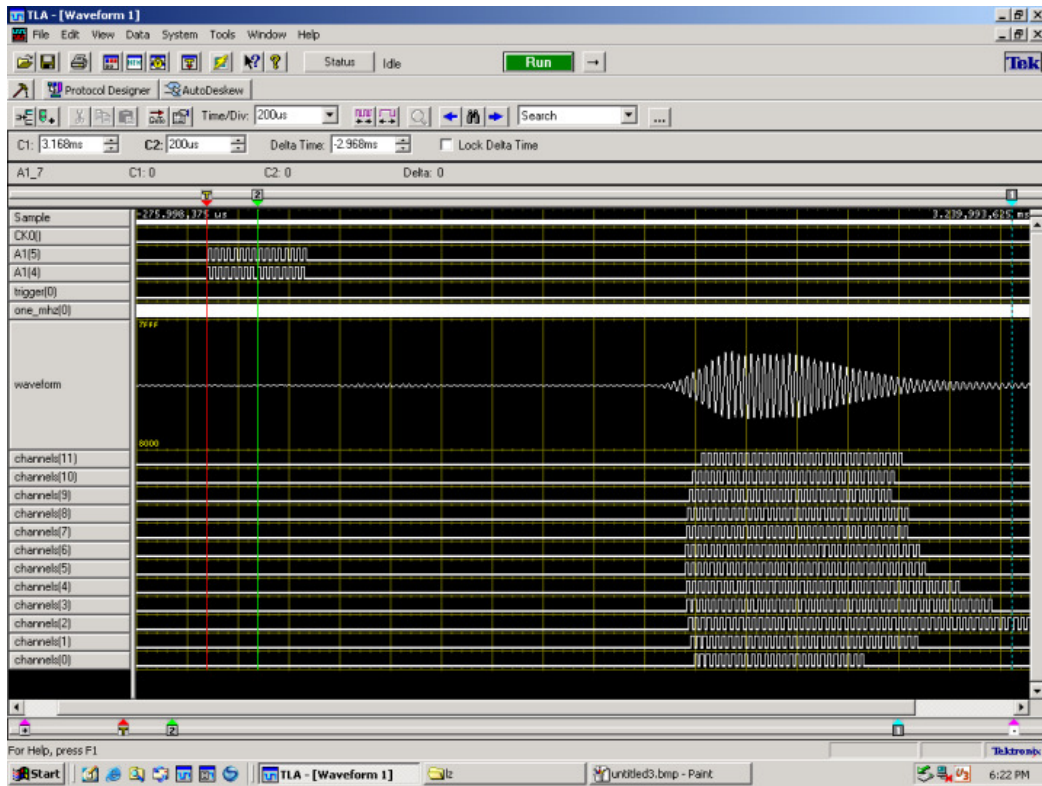 TLA - [Waveform 1]
File Edit View Data System Tools Window Help
Status Idle Run Tek
Protocol Designer AutoDeskew
Time/Div: 200us Search ...
C1: 3.168ms C2: 200us Delta Time: -2.968ms Lock Delta Time
A1_7 C1: 0 C2: 0 Delta: 0
T 2 1
Sample -275.998,375 us 3.239,993,625 ms
CK0()
A1(5)
A1(4)
trigger(0)
one_mhz(0)
7FFF
waveform
8000
channels(11)
channels(10)
channels(9)
channels(8)
channels(7)
channels(6)
channels(5)
channels(4)
channels(3)
channels(2)
channels(1)
channels(0)
T 2 1
For Help, press F1 Tektronix
Start TLA - [Waveform 1] lz untitled3.bmp - Paint 6:22 PM